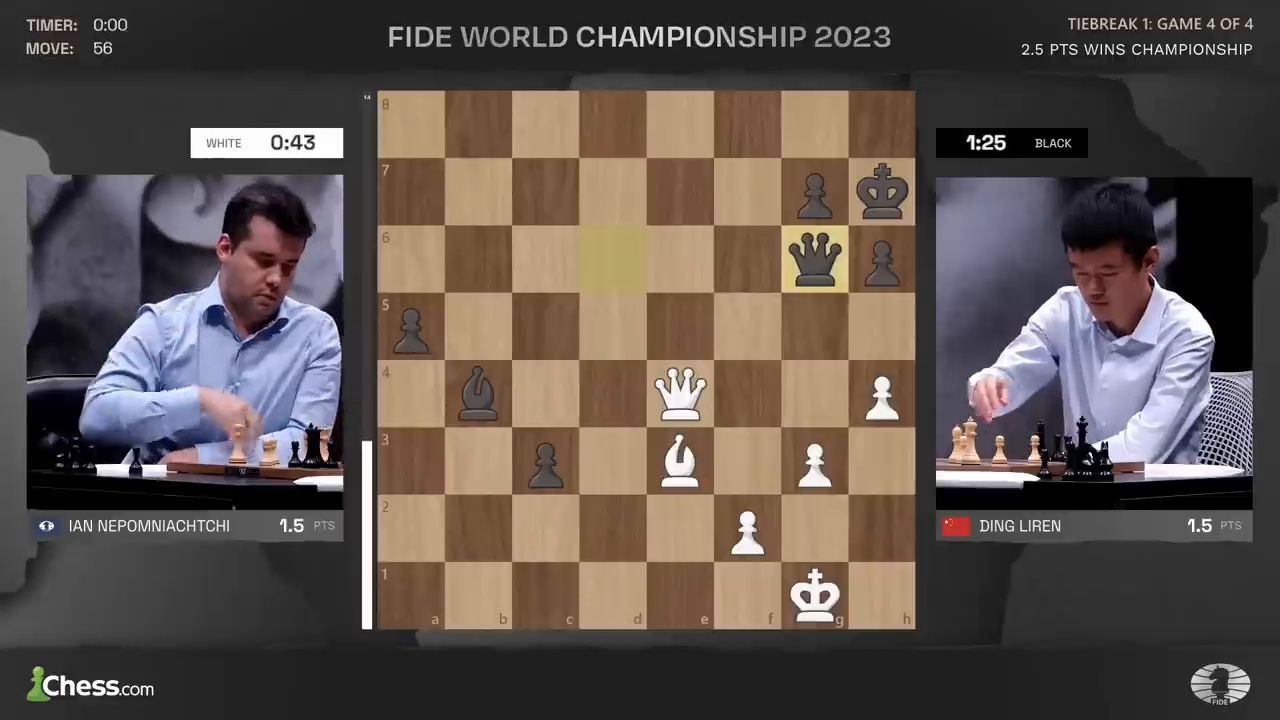 TIMER: 0:00
MOVE: 56
FIDE WORLD CHAMPIONSHIP 2023
TIEBREAK 1: GAME 4 OF 4
2.5 PTS WINS CHAMPIONSHIP
WHITE 0:43
1:25 BLACK
14
8
7
6
5
4
3
2
1
a b c d e f g h
IAN NEPOMNIACHTCHI 1.5 PTS
DING LIREN 1.5 PTS
Chess.com
FIDE